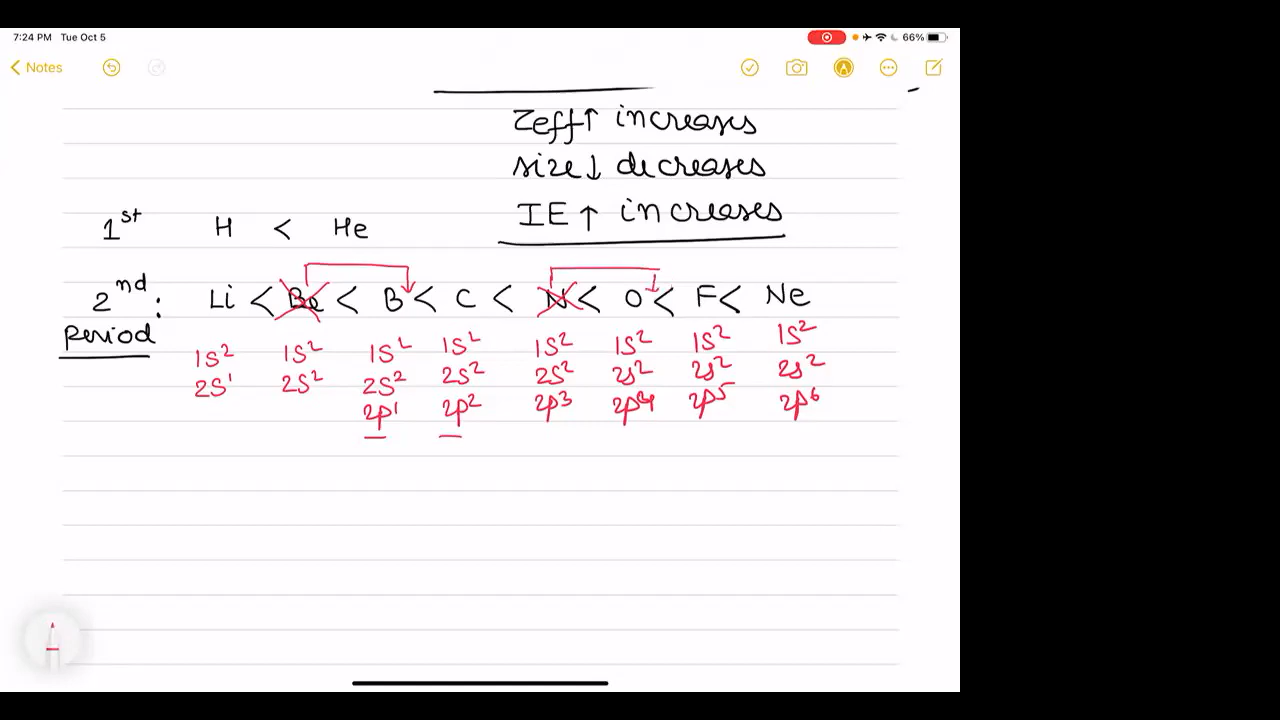 7:24 PM Tue Oct 5 66%
Notes
Zeff↑ increases
size↓ decreases
IE↑ increases
1st H < He
2nd : Li < Be < B < C < N < O < F < Ne
Period
1s² 1s² 1s² 1s² 1s² 1s² 1s² 1s²
2s¹ 2s² 2s² 2s² 2s² 2s² 2s² 2s²
2p¹ 2p² 2p³ 2p⁴ 2p⁵ 2p⁶